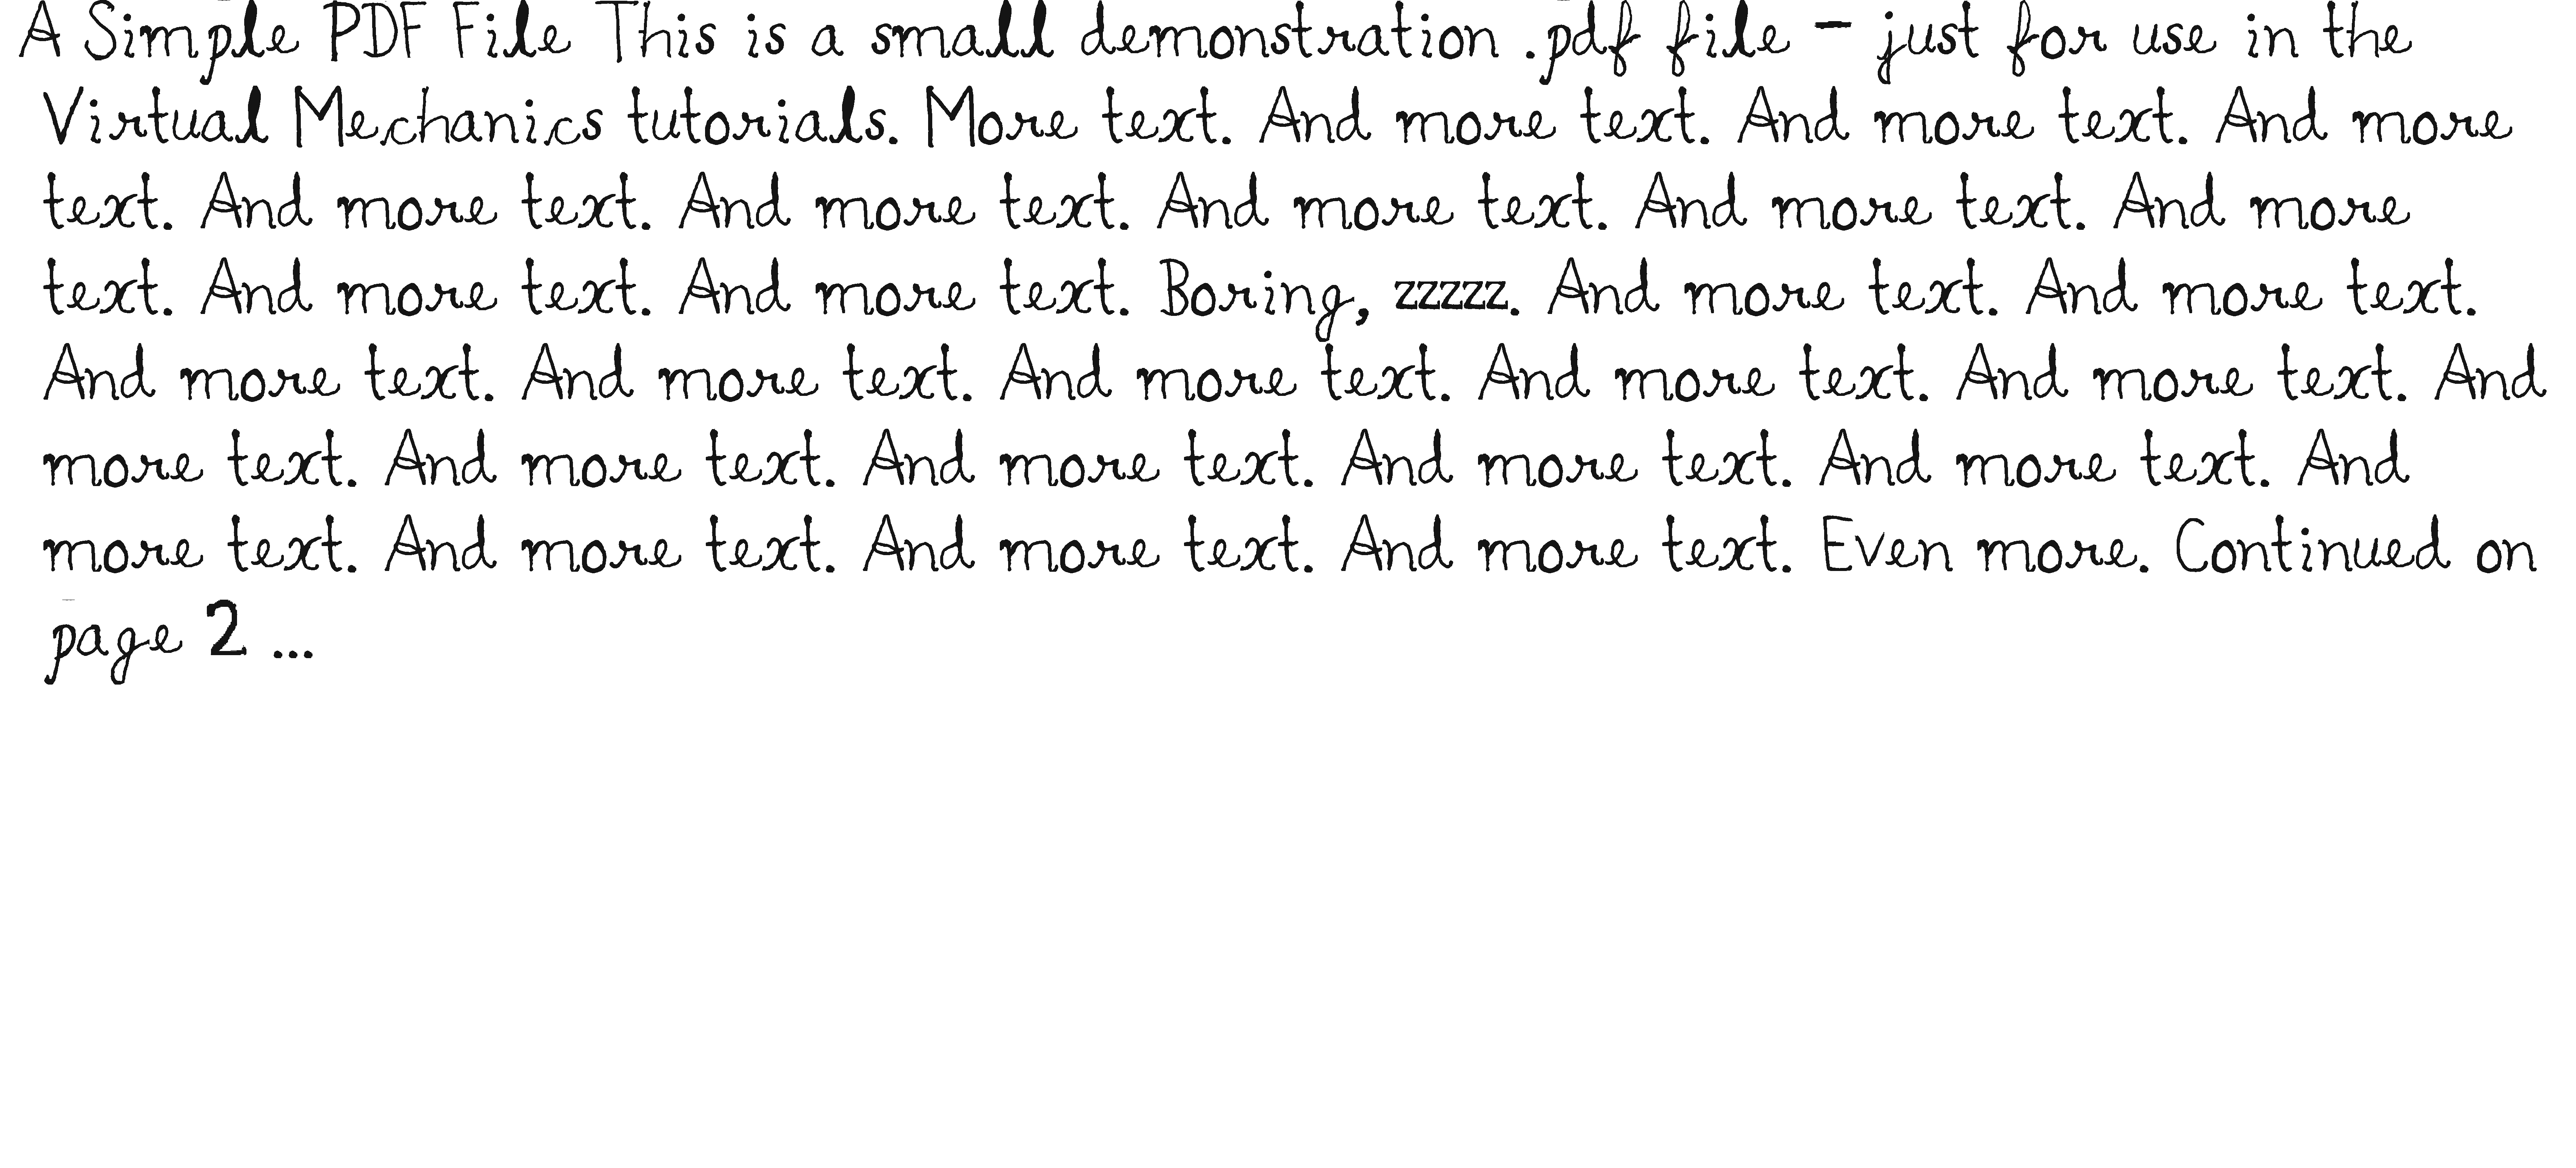 A Simple PDF File This is a small demonstration .pdf file - just for use in the
Virtual Mechanics tutorials. More text. And more text. And more text. And more
text. And more text. And more text. And more text. And more text. And more
text. And more text. And more text. Boring, zzzzz. And more text. And more text.
And more text. And more text. And more text. And more text. And more text. And
more text. And more text. And more text. And more text. And more text. And
more text. And more text. And more text. And more text. Even more. Continued on
page 2 ...